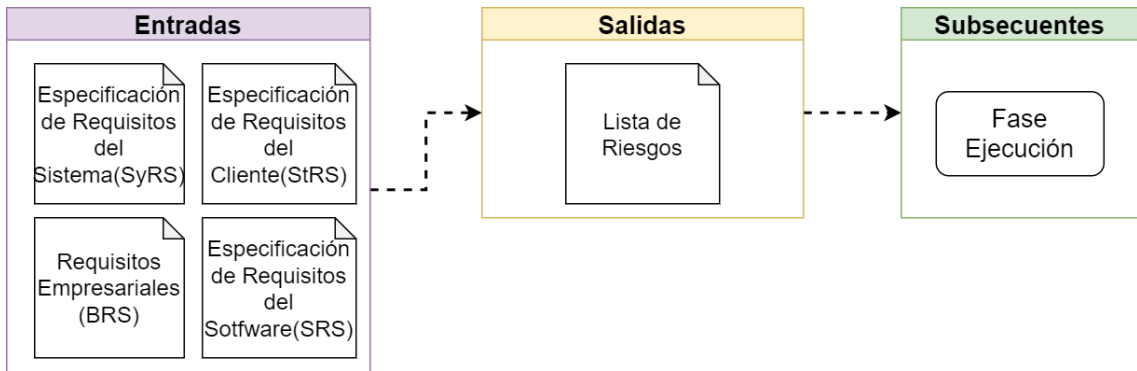 Entradas
Especificación
de Requisitos
del
Sistema(SyRS)
Especificación
de Requisitos
del
Cliente(StRS)
Requisitos
Empresariales
(BRS)
Especificación
de Requisitos
del
Sotfware(SRS)
Salidas
Lista de
Riesgos
Subsecuentes
Fase
Ejecución